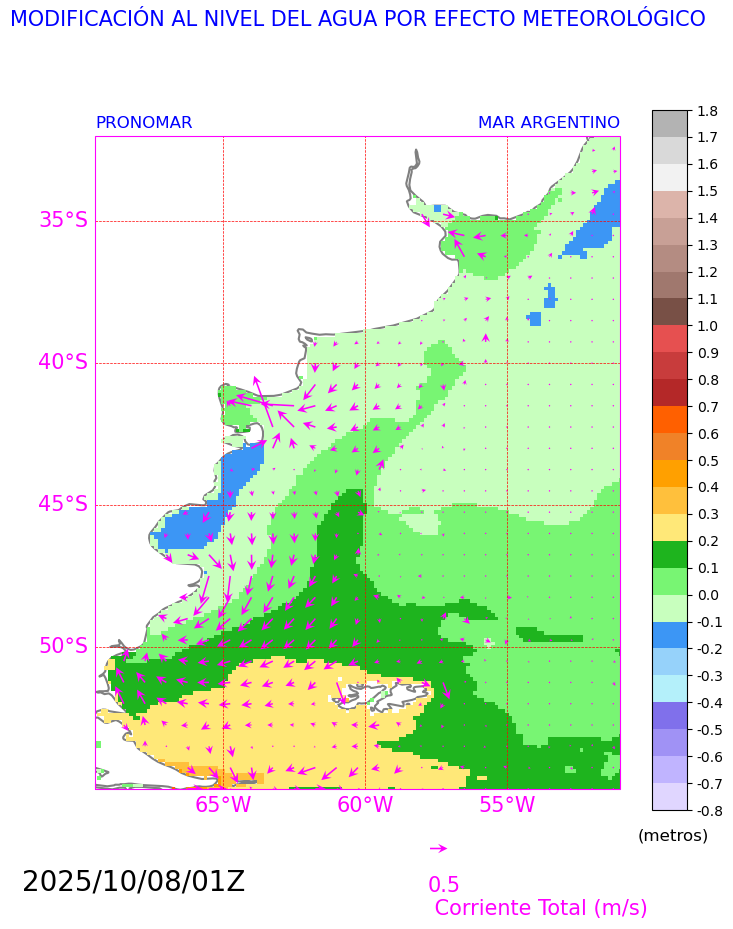 MODIFICACIÓN AL NIVEL DEL AGUA POR EFECTO METEOROLÓGICO
PRONOMAR MAR ARGENTINO
35°S
40°S
45°S
50°S
65°W 60°W 55°W
1.8
1.7
1.6
1.5
1.4
1.3
1.2
1.1
1.0
0.9
0.8
0.7
0.6
0.5
0.4
0.3
0.2
0.1
0.0
-0.1
-0.2
-0.3
-0.4
-0.5
-0.6
-0.7
-0.8
(metros)
2025/10/08/01Z
0.5
Corriente Total (m/s)